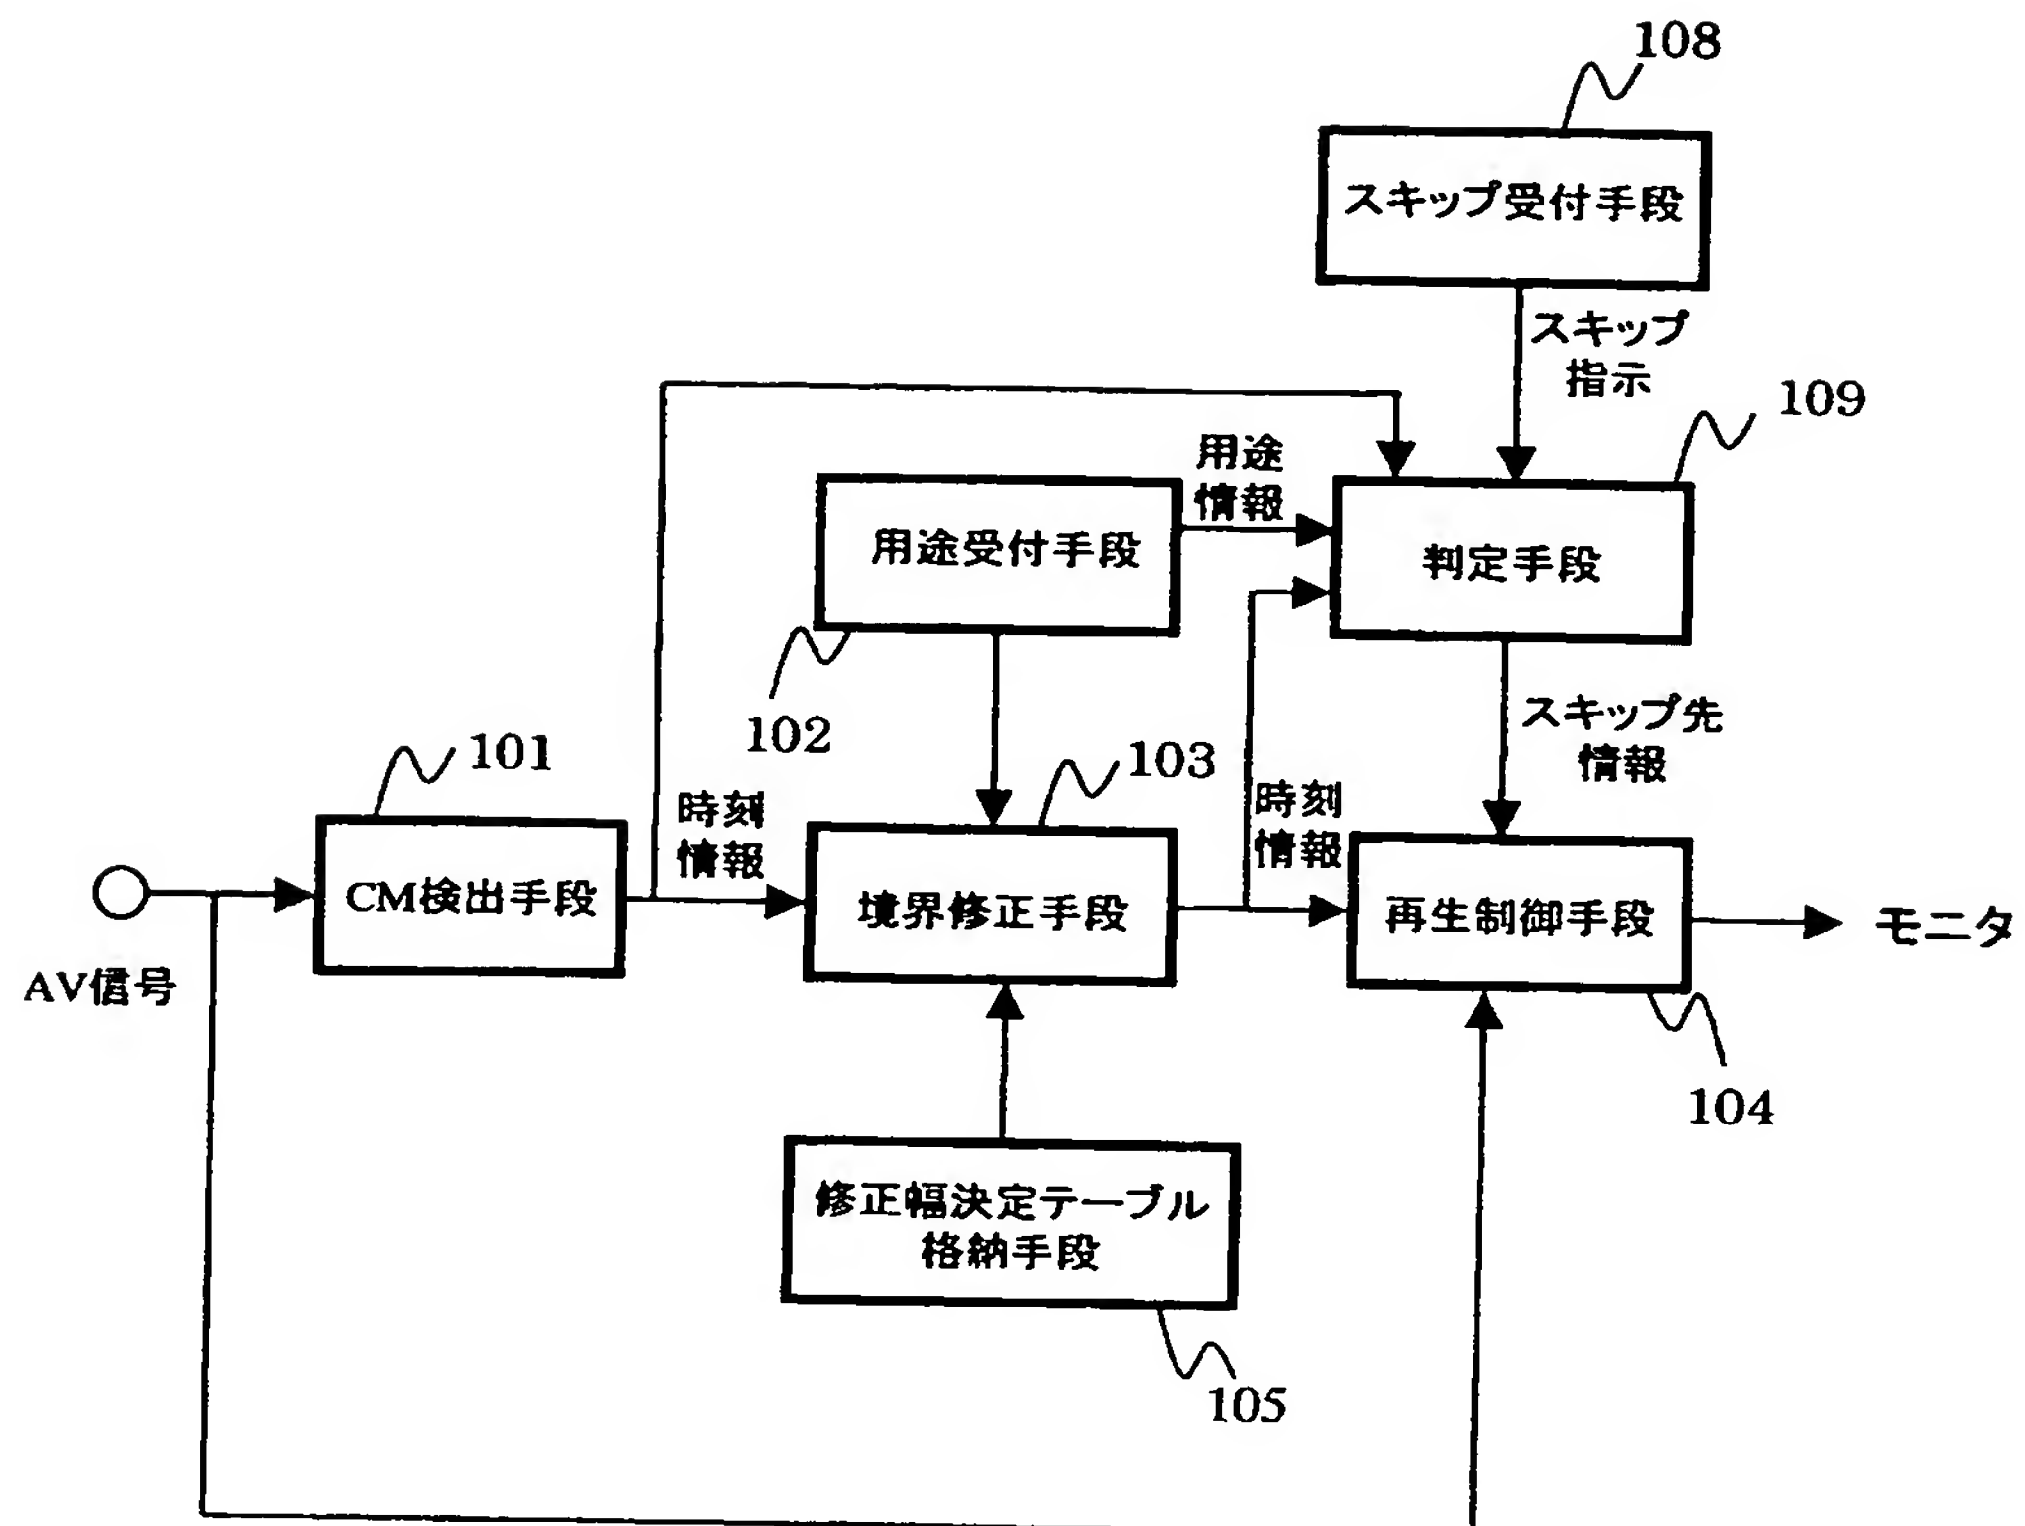 108
スキップ受付手段
スキップ
指示
109
用途
情報
用途受付手段
判定手段
102
スキップ先
情報
101
103
時刻
情報
時刻
情報
CM検出手段
境界修正手段
再生制御手段
モニタ
AV信号
104
修正幅決定テーブル
格納手段
105